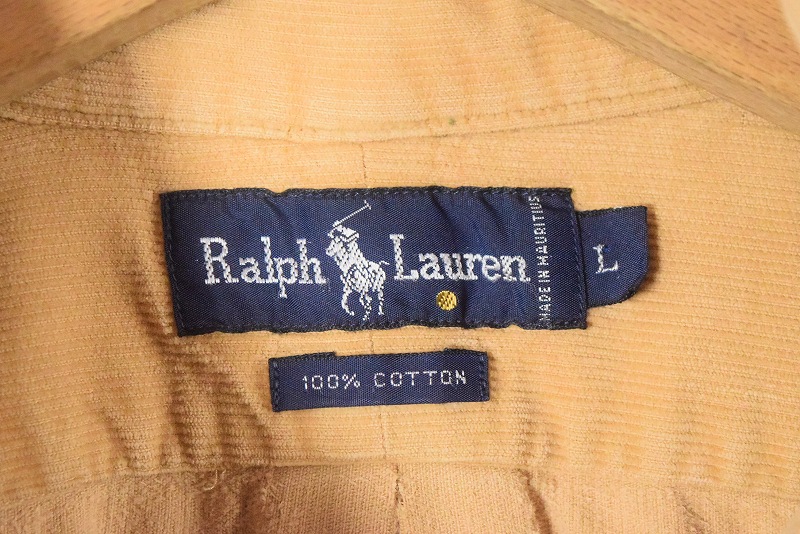 Ralph Lauren
MADE IN MAURITIUS
L
100% COTTON